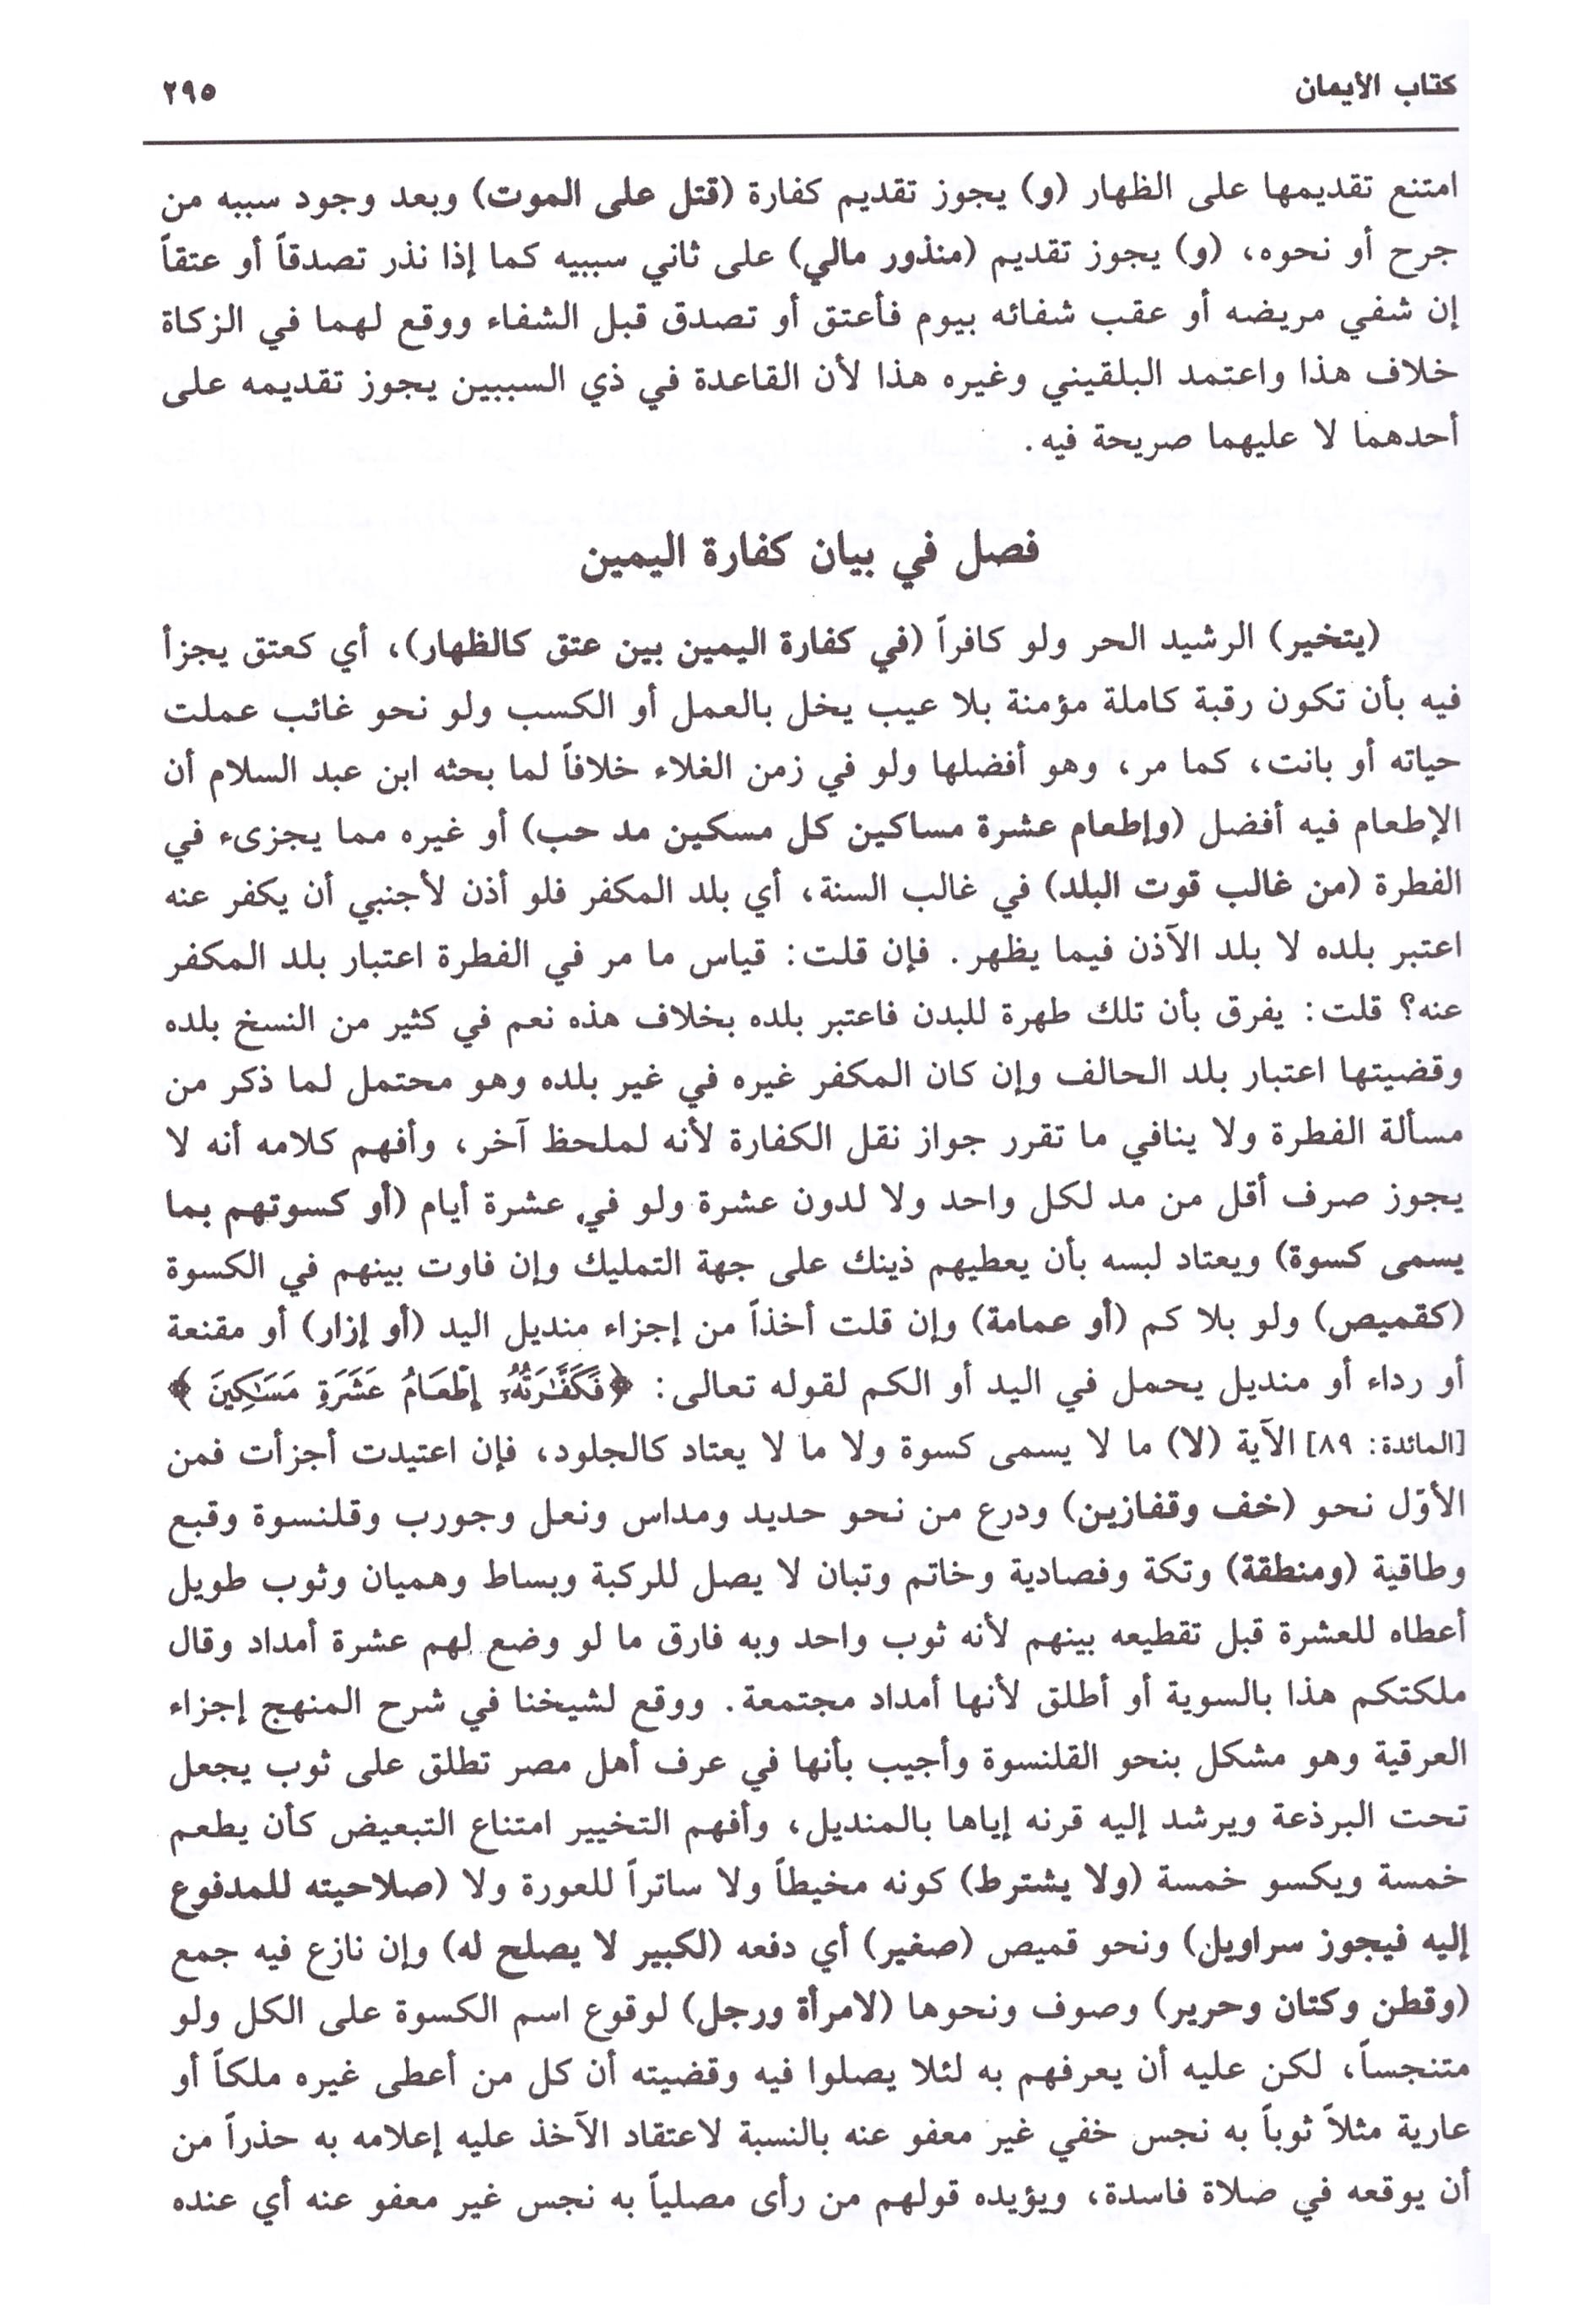 كتاب الأيمان
٢٩٥
امتنع تقديمها على الظهار (و) يجوز تقديم كفارة (قتل على الموت) وبعد وجود سببه من
جرح أو نحوه، (و) يجوز تقديم (منذور مالي) على ثاني سببيه كما إذا نذر تصدقاً أو عتقاً
إن شفي مريضه أو عقب شفائه بيوم فأعتق أو تصدق قبل الشفاء ووقع لهما في الزكاة
خلاف هذا واعتمد البلقيني وغيره هذا لأن القاعدة في ذي السببين يجوز تقديمه على
أحدهما لا عليهما صريحة فيه.
فصل في بيان كفارة اليمين
(يتخير) الرشيد الحر ولو كافراً (في كفارة اليمين بين عتق كالظهار)، أي كعتق يجزأ
فيه بأن تكون رقبة كاملة مؤمنة بلا عيب يخل بالعمل أو الكسب ولو نحو غائب عملت
حياته أو بانت، كما مر، وهو أفضلها ولو في زمن الغلاء خلافاً لما بحثه ابن عبد السلام أن
الإطعام فيه أفضل (وإطعام عشرة مساكين كل مسكين مد حب) أو غيره مما يجزىء في
الفطرة (من غالب قوت البلد) في غالب السنة، أي بلد المكفر فلو أذن لأجنبي أن يكفر عنه
اعتبر بلده لا بلد الآذن فيما يظهر. فإن قلت: قياس ما مر في الفطرة اعتبار بلد المكفر
عنه؟ قلت: يفرق بأن تلك طهرة للبدن فاعتبر بلده بخلاف هذه نعم في كثير من النسخ بلده
وقضيتها اعتبار بلد الحالف وإن كان المكفر غيره في غير بلده وهو محتمل لما ذكر من
مسألة الفطرة ولا ينافي ما تقرر جواز نقل الكفارة لأنه لملحظ آخر، وأفهم كلامه أنه لا
يجوز صرف أقل من مد لكل واحد ولا لدون عشرة ولو في عشرة أيام (أو كسوتهم بما
يسمى كسوة) ويعتاد لبسه بأن يعطيهم ذينك على جهة التمليك وإن فاوت بينهم في الكسوة
(كقميص) ولو بلا كم (أو عمامة) وإن قلت أخذاً من إجزاء منديل اليد (أو إزار) أو مقنعة
أو رداء أو منديل يحمل في اليد أو الكم لقوله تعالى: ﴿فَكَفَّٰرَتُهُۥٓ إِطْعَامُ عَشَرَةِ مَسَٰكِينَ﴾
[المائدة: ٨٩] الآية (لا) ما لا يسمى كسوة ولا ما لا يعتاد كالجلود، فإن اعتيدت أجزأت فمن
الأوّل نحو (خف وقفازين) ودرع من نحو حديد ومداس ونعل وجورب وقلنسوة وقبع
وطاقية (ومنطقة) وتكة وفصادية وخاتم وتبان لا يصل للركبة وبساط وهميان وثوب طويل
أعطاه للعشرة قبل تقطيعه بينهم لأنه ثوب واحد وبه فارق ما لو وضع لهم عشرة أمداد وقال
ملكتكم هذا بالسوية أو أطلق لأنها أمداد مجتمعة. ووقع لشيخنا في شرح المنهج إجزاء
العرقية وهو مشكل بنحو القلنسوة وأجيب بأنها في عرف أهل مصر تطلق على ثوب يجعل
تحت البرذعة ويرشد إليه قرنه إياها بالمنديل، وأفهم التخيير امتناع التبعيض كأن يطعم
خمسة ويكسو خمسة (ولا يشترط) كونه مخيطاً ولا ساتراً للعورة ولا (صلاحيته للمدفوع
إليه فيجوز سراويل) ونحو قميص (صغير) أي دفعه (لكبير لا يصلح له) وإن نازع فيه جمع
(وقطن وكتان وحرير) وصوف ونحوها (لامرأة ورجل) لوقوع اسم الكسوة على الكل ولو
متنجساً، لكن عليه أن يعرفهم به لئلا يصلوا فيه وقضيته أن كل من أعطى غيره ملكاً أو
عارية مثلاً ثوباً به نجس خفي غير معفو عنه بالنسبة لاعتقاد الآخذ عليه إعلامه به حذراً من
أن يوقعه في صلاة فاسدة، ويؤيده قولهم من رأى مصلياً به نجس غير معفو عنه أي عنده